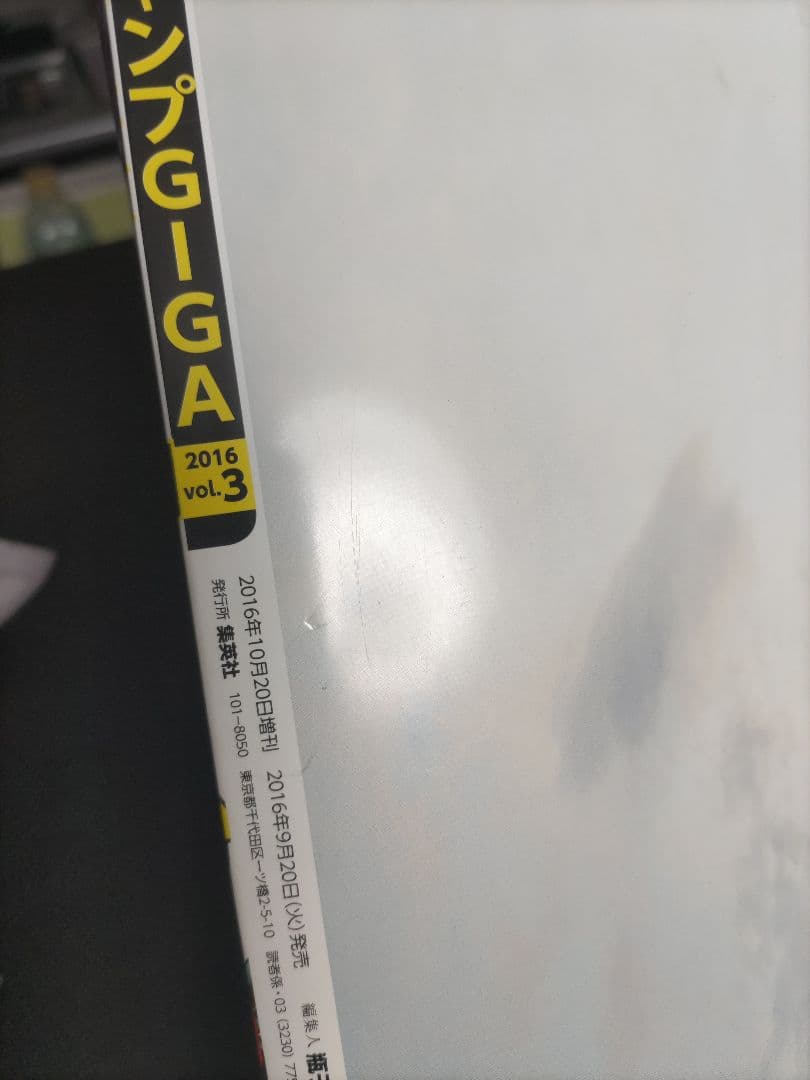 ンプGIGA
2016
vol.3
2016年10月20日増刊 2016年9月20日(火)発売 編集人
発行所 集英社 101-8050 東京都千代田区一ツ橋2-5-10 読者係・03(3230)